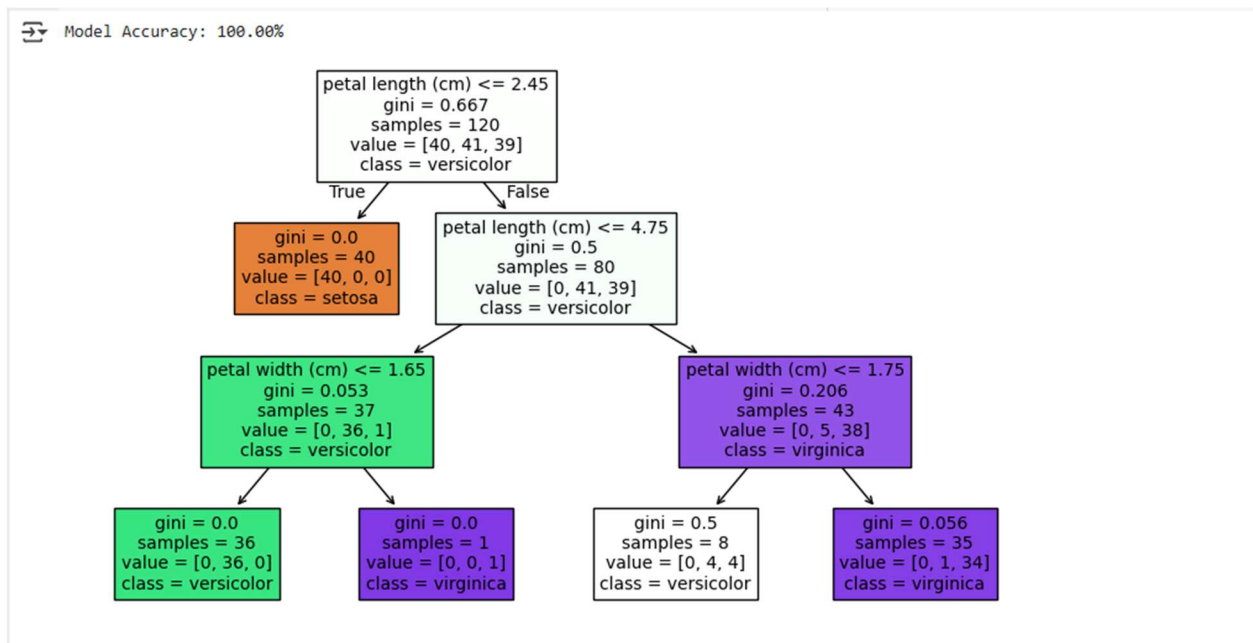 Model Accuracy: 100.00%
petal length (cm) <= 2.45
gini = 0.667
samples = 120
value = [40, 41, 39]
class = versicolor
True
False
gini = 0.0
samples = 40
value = [40, 0, 0]
class = setosa
petal length (cm) <= 4.75
gini = 0.5
samples = 80
value = [0, 41, 39]
class = versicolor
petal width (cm) <= 1.65
gini = 0.053
samples = 37
value = [0, 36, 1]
class = versicolor
petal width (cm) <= 1.75
gini = 0.206
samples = 43
value = [0, 5, 38]
class = virginica
gini = 0.0
samples = 36
value = [0, 36, 0]
class = versicolor
gini = 0.0
samples = 1
value = [0, 0, 1]
class = virginica
gini = 0.5
samples = 8
value = [0, 4, 4]
class = versicolor
gini = 0.056
samples = 35
value = [0, 1, 34]
class = virginica